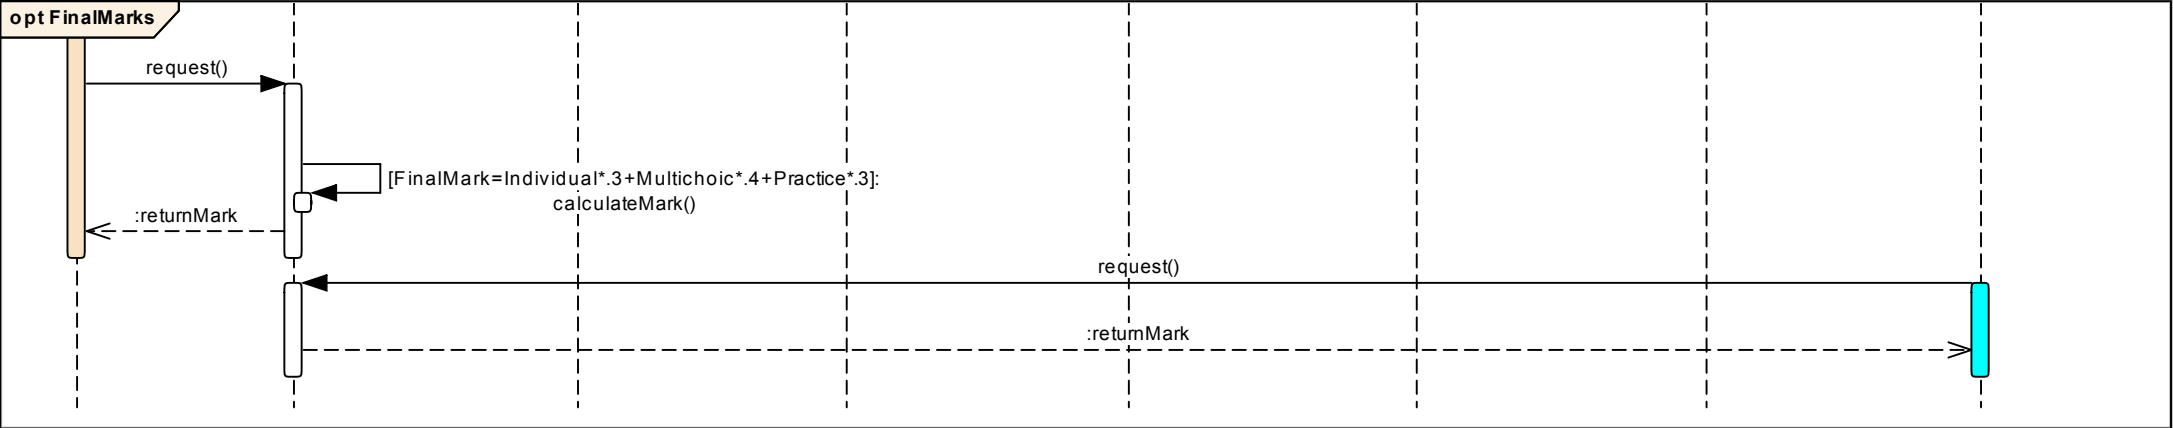 opt FinalMarks
request()
[FinalMark=Individual*.3+Multichoic*.4+Practice*.3]:
calculateMark()
:returnMark
request()
:returnMark